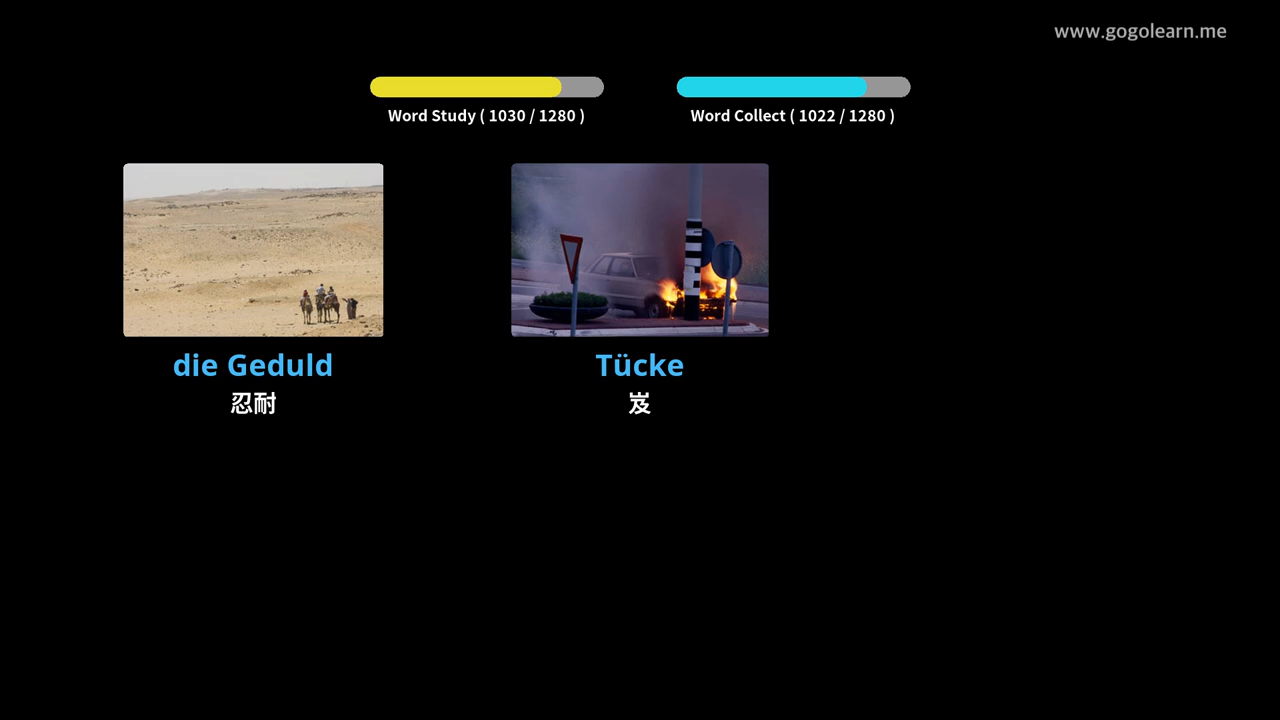 www.gogolearn.me
Word Study ( 1030 / 1280 )
Word Collect ( 1022 / 1280 )
die Geduld
忍耐
Tücke
岌